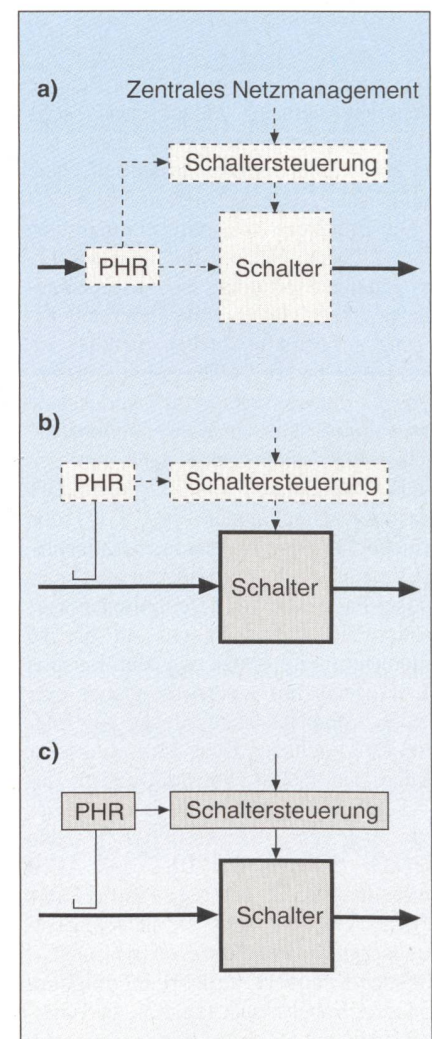 a) Zentrales Netzmanagement
Schaltersteuerung
PHR
Schalter
b)
PHR
Schaltersteuerung
Schalter
c)
PHR
Schaltersteuerung
Schalter